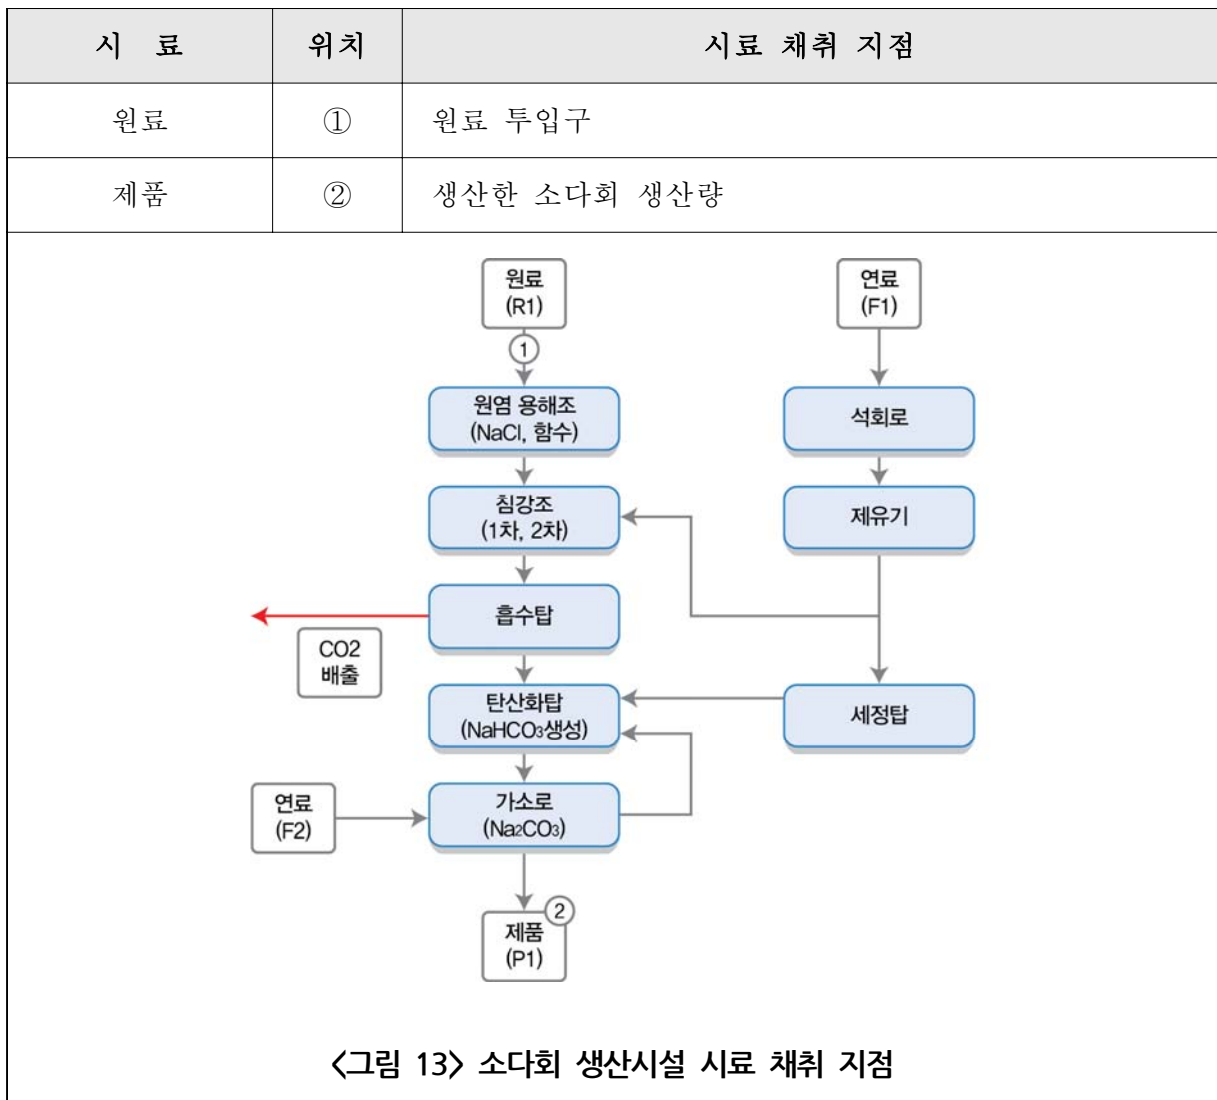 시 료 위치 시료 채취 지점
원료 ① 원료 투입구
제품 ② 생산한 소다회 생산량
원료
(R1)
연료
(F1)
1
원염 용해조
(NaCl, 함수)
석회로
침강조
(1차, 2차)
제유기
흡수탑
CO2
배출
탄산화탑
(NaHCO₃생성)
세정탑
연료
(F2)
가소로
(Na₂CO₃)
2
제품
(P1)
<그림 13> 소다회 생산시설 시료 채취 지점